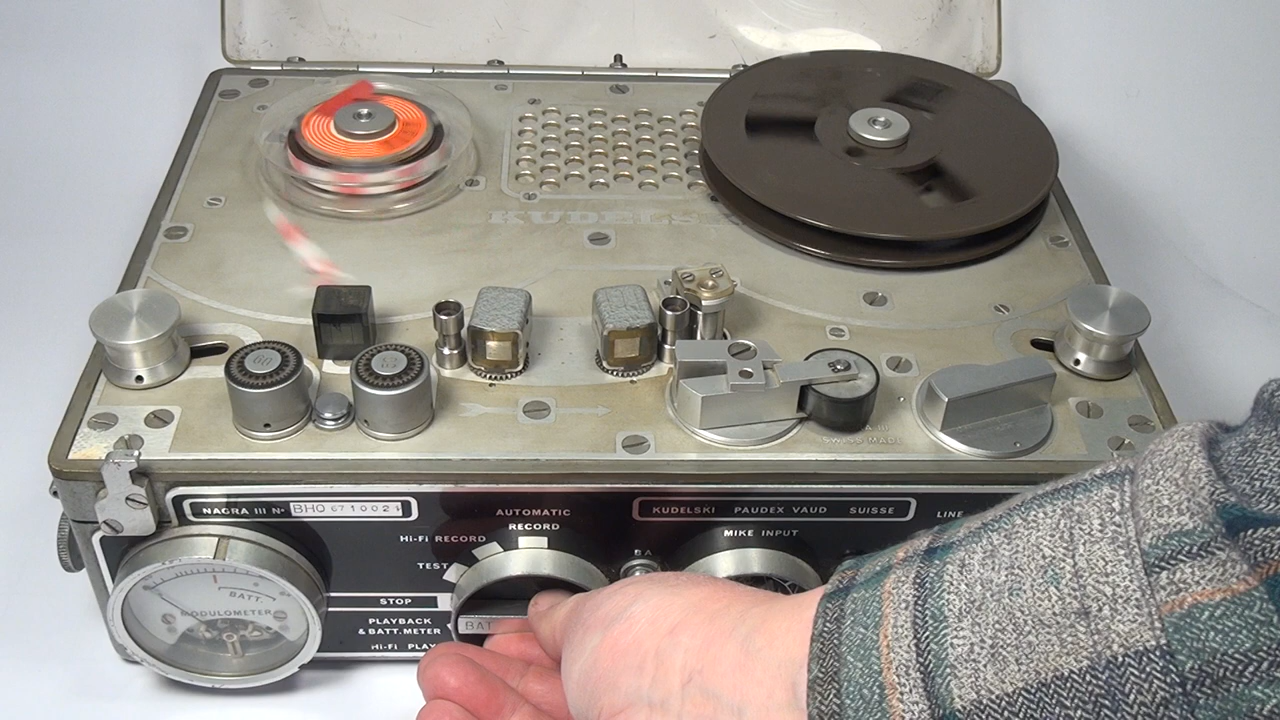 KUDELSKI
SWISS MADE
NAGRA III No BHO 6710021
AUTOMATIC
RECORD
KUDELSKI PAUDEX VAUD SUISSE
LINE
Hi-Fi RECORD
MIKE INPUT
TEST
BATT.
MODULOMETER
STOP
PLAYBACK
& BATT. METER
BAT
Hi-Fi PLAY